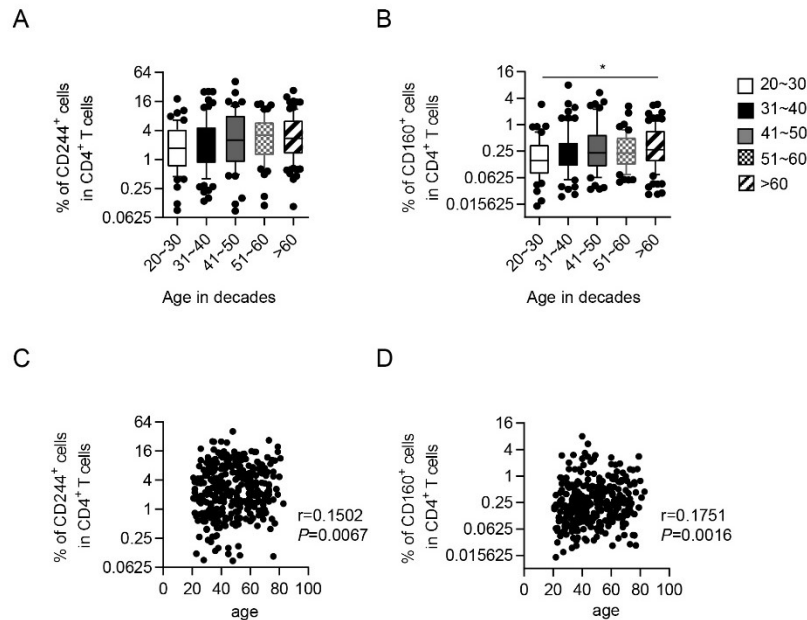 A
% of CD244⁺ cells
in CD4⁺ T cells
64
16
4
1
0.25
0.0625
20~30
31~40
41~50
51~60
>60
Age in decades
B
% of CD160⁺ cells
in CD4⁺ T cells
16
4
1
0.25
0.0625
0.015625
*
20~30
31~40
41~50
51~60
>60
Age in decades
20~30
31~40
41~50
51~60
>60
C
% of CD244⁺ cells
in CD4⁺ T cells
64
16
4
1
0.25
0.0625
0 20 40 60 80 100
age
r=0.1502
P=0.0067
D
% of CD160⁺ cells
in CD4⁺ T cells
16
4
1
0.25
0.0625
0.015625
0 20 40 60 80 100
age
r=0.1751
P=0.0016